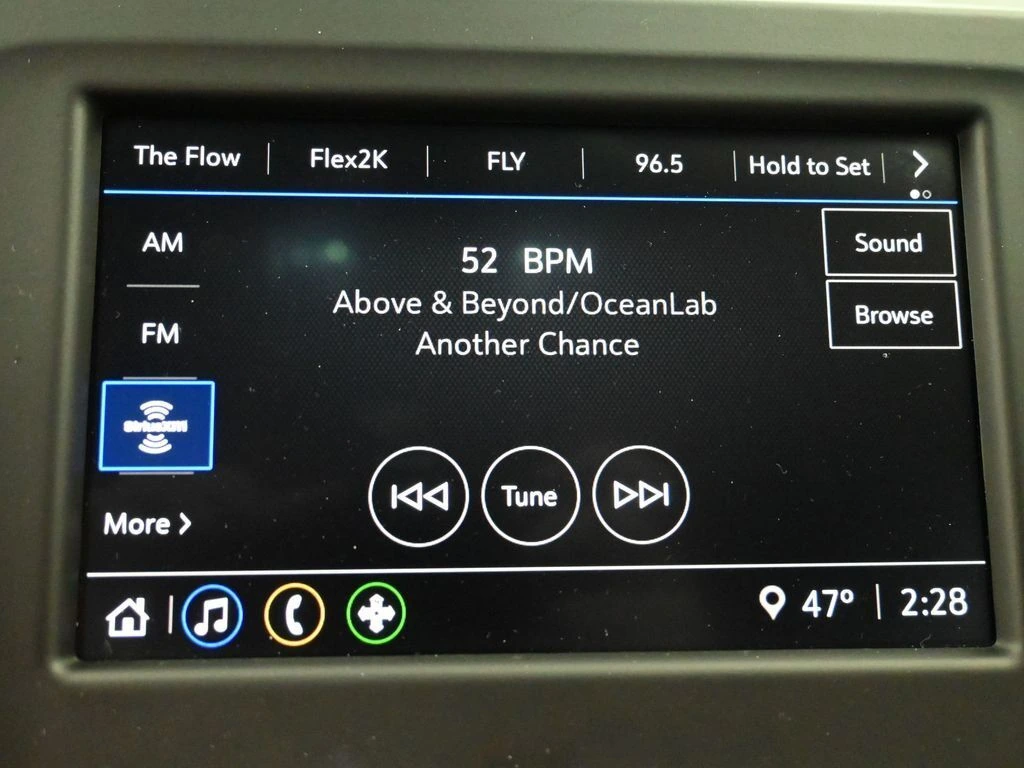 The Flow Flex2K FLY 96.5 Hold to Set
AM
52 BPM
Sound
Above & Beyond/OceanLab
Browse
FM
Another Chance
SiriusXM
Tune
More
47° 2:28